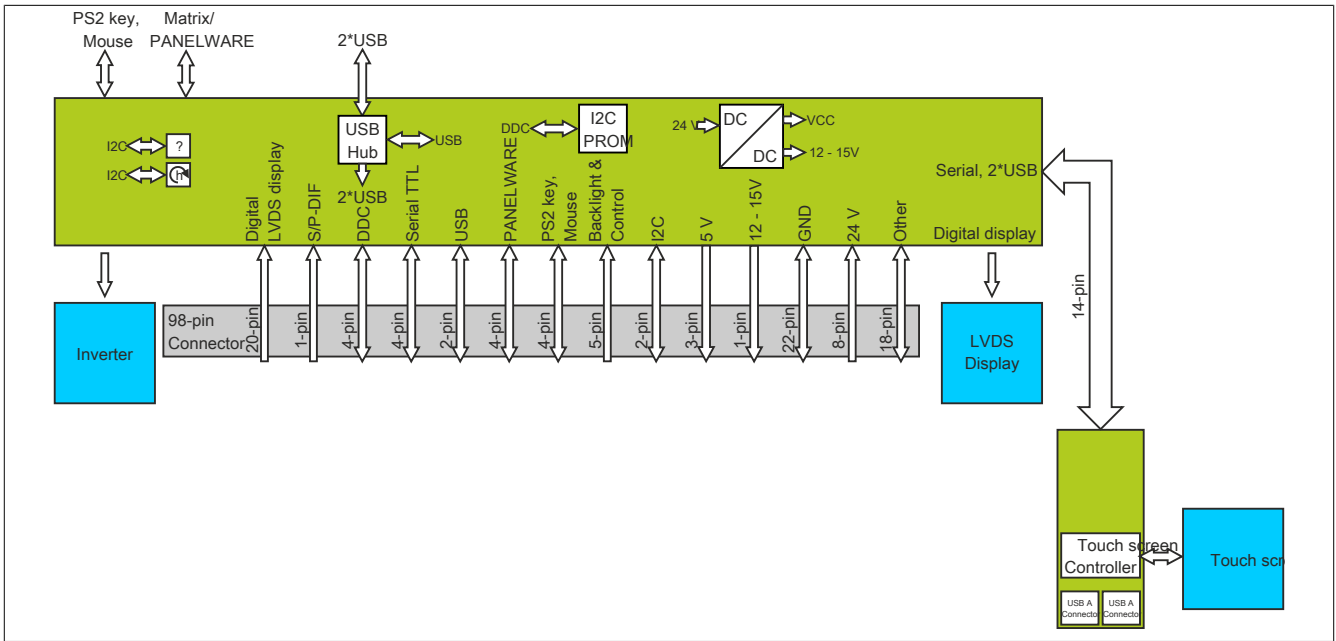 PS2 key,
Mouse
Matrix/
PANELWARE
2*USB
I2C
?
I2C
h
USB
Hub
USB
2*USB
DDC
I2C
PROM
24 V
DC
DC
VCC
12 - 15V
Serial, 2*USB
Digital display
Digital
LVDS display
S/P-DIF
DDC
Serial TTL
USB
PANELWARE
PS2 key,
Mouse
Backlight &
Control
I2C
5 V
12 - 15V
GND
24 V
Other
Inverter
98-pin
Connector
20-pin
1-pin
4-pin
4-pin
2-pin
4-pin
4-pin
5-pin
2-pin
3-pin
1-pin
22-pin
8-pin
18-pin
LVDS
Display
14-pin
Touch screen
Controller
USB A
Connecto
USB A
Connecto
Touch scr